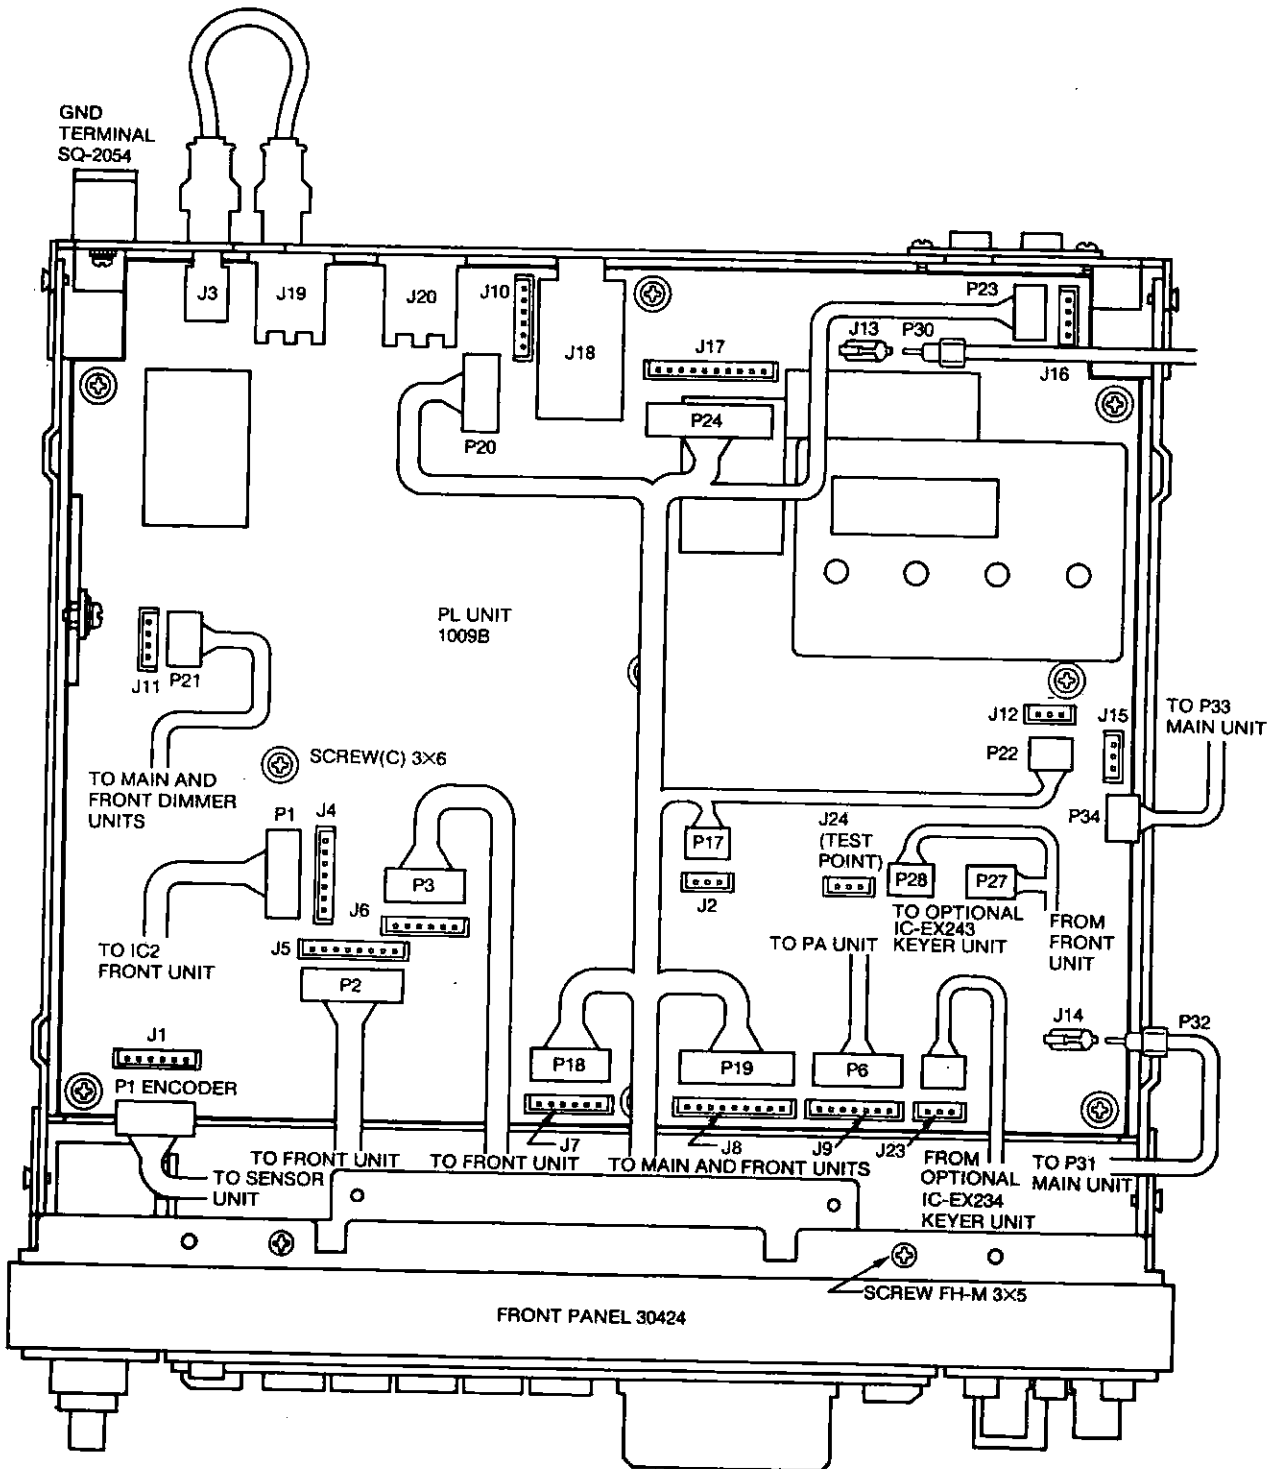 GND
TERMINAL
SQ-2054
J3
J19
J20
J10
J18
J17
J13
P30
P23
J16
P20
P24
PL UNIT
1009B
J11
P21
TO MAIN AND
FRONT DIMMER
UNITS
SCREW(C) 3×6
J12
J15
TO P33
MAIN UNIT
P22
P34
P1
J4
P3
J6
J5
P2
TO IC2
FRONT UNIT
P17
J2
J24
(TEST
POINT)
P28
P27
TO OPTIONAL
IC-EX243
KEYER UNIT
FROM
FRONT
UNIT
TO PA UNIT
J14
P32
J1
P1 ENCODER
P18
P19
P6
J7
J8
J9
J23
TO FRONT UNIT
TO FRONT UNIT
TO MAIN AND FRONT UNITS
TO SENSOR
UNIT
FROM
OPTIONAL
IC-EX234
KEYER UNIT
TO P31
MAIN UNIT
SCREW FH-M 3×5
FRONT PANEL 30424